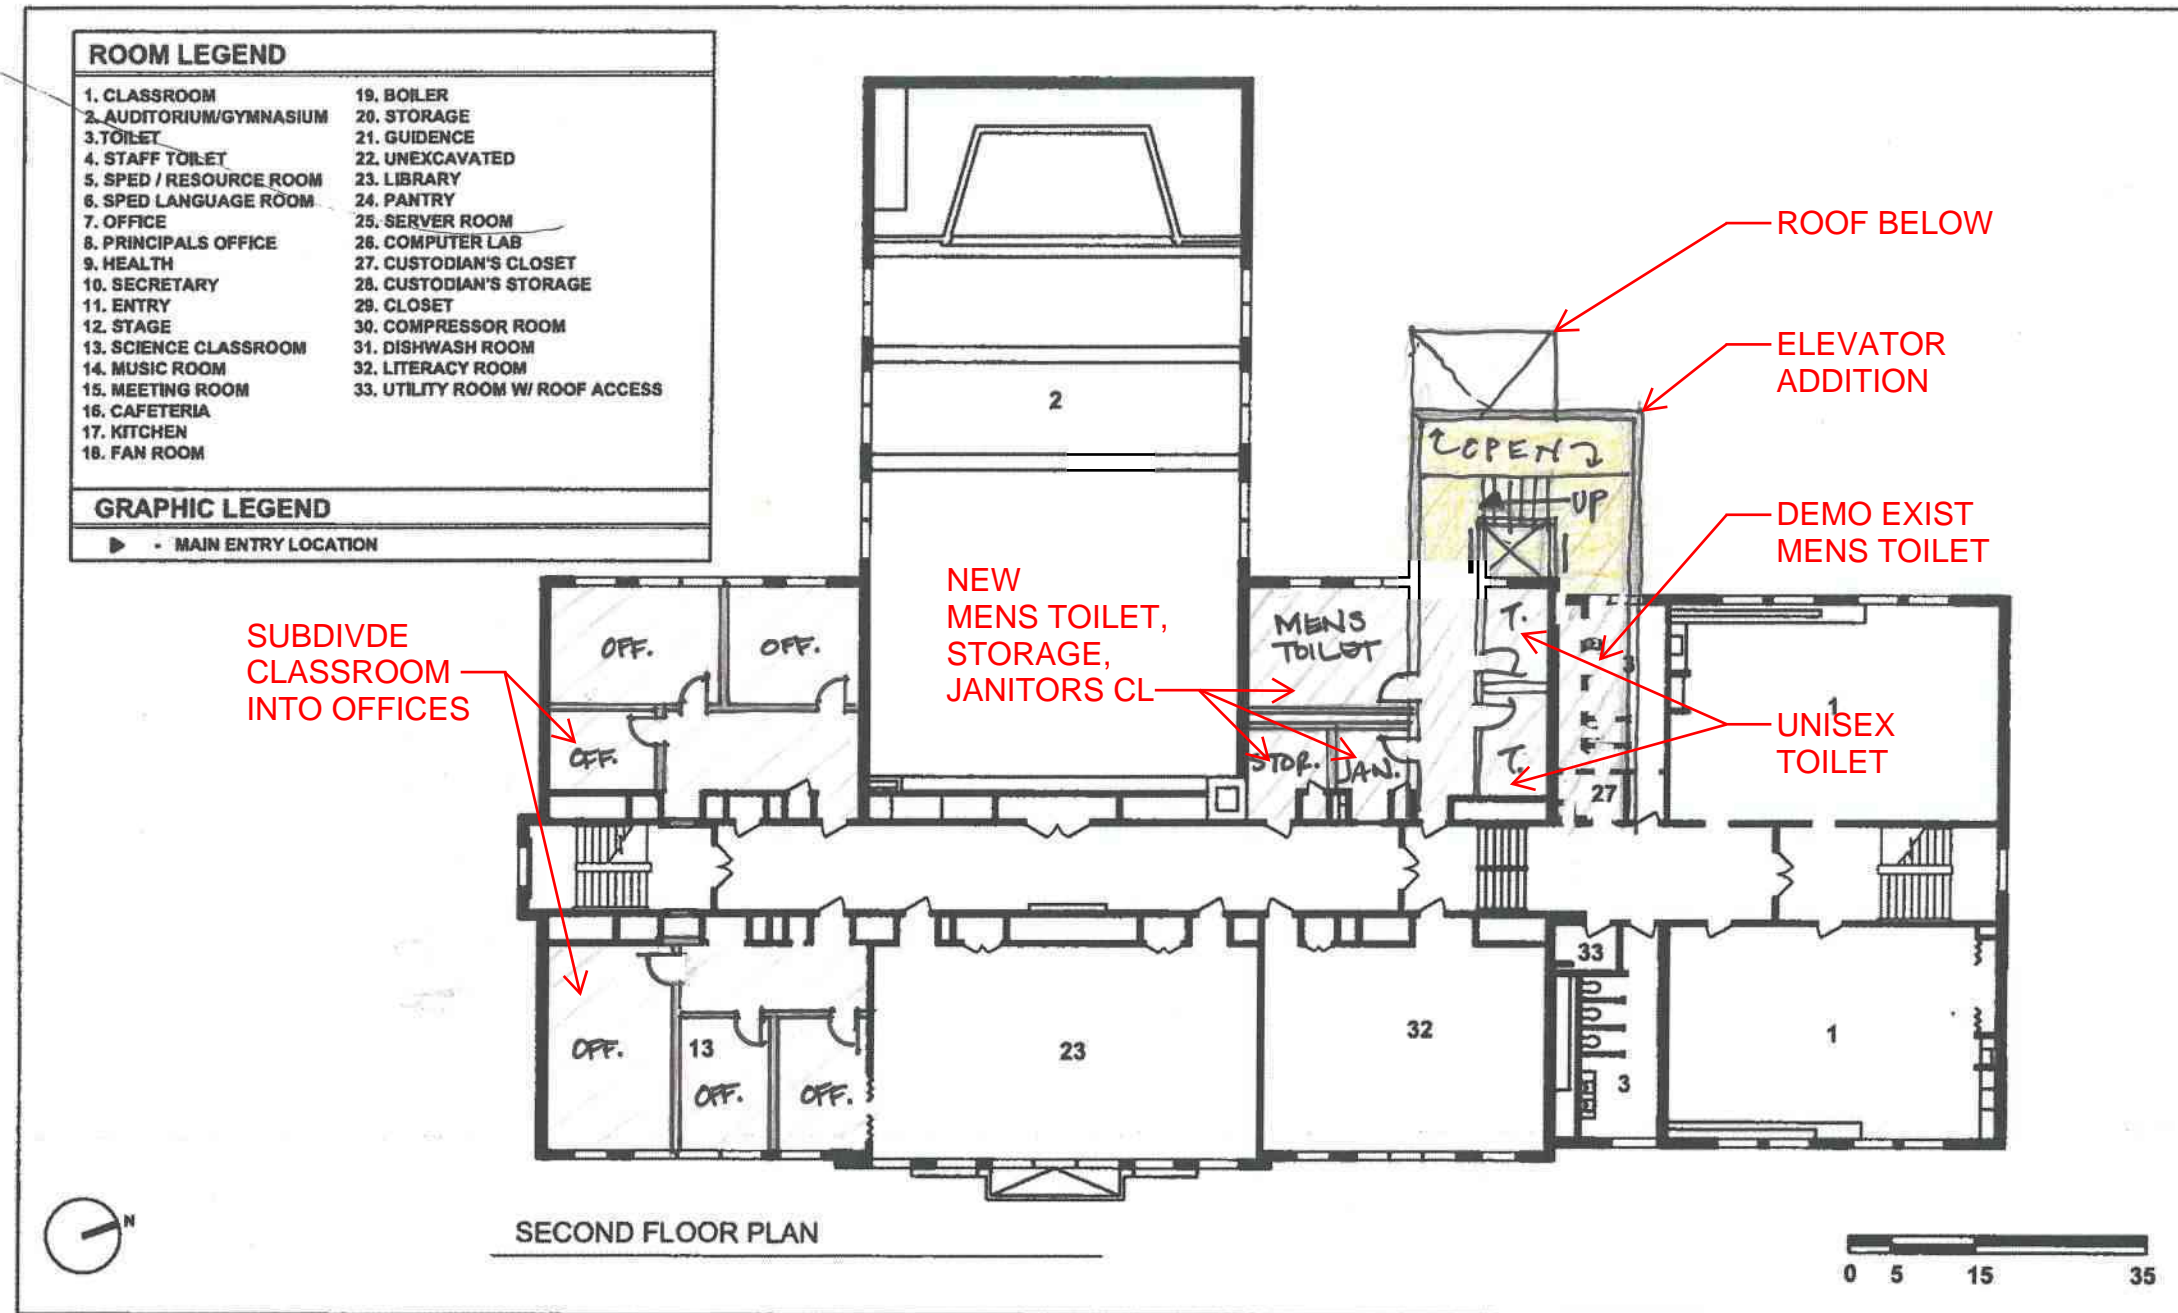 ROOM LEGEND
1. CLASSROOM
2. AUDITORIUM/GYMNASIUM
3.TOILET
4. STAFF TOILET
5. SPED / RESOURCE ROOM
6. SPED LANGUAGE ROOM
7. OFFICE
8. PRINCIPALS OFFICE
9. HEALTH
10. SECRETARY
11. ENTRY
12. STAGE
13. SCIENCE CLASSROOM
14. MUSIC ROOM
15. MEETING ROOM
16. CAFETERIA
17. KITCHEN
18. FAN ROOM
19. BOILER
20. STORAGE
21. GUIDENCE
22. UNEXCAVATED
23. LIBRARY
24. PANTRY
25. SERVER ROOM
26. COMPUTER LAB
27. CUSTODIAN'S CLOSET
28. CUSTODIAN'S STORAGE
29. CLOSET
30. COMPRESSOR ROOM
31. DISHWASH ROOM
32. LITERACY ROOM
33. UTILITY ROOM W/ ROOF ACCESS
GRAPHIC LEGEND
- MAIN ENTRY LOCATION
ROOF BELOW
ELEVATOR
ADDITION
2
OPEN
UP
DEMO EXIST
MENS TOILET
NEW
MENS TOILET,
STORAGE,
JANITORS CL
SUBDIVDE
CLASSROOM
INTO OFFICES
OFF.
OFF.
OFF.
MENS
TOILET
STOR.
JAN.
T.
T.
3
27
1
UNISEX
TOILET
OFF.
13
OFF.
OFF.
23
32
33
3
1
N
SECOND FLOOR PLAN
0 5 15 35